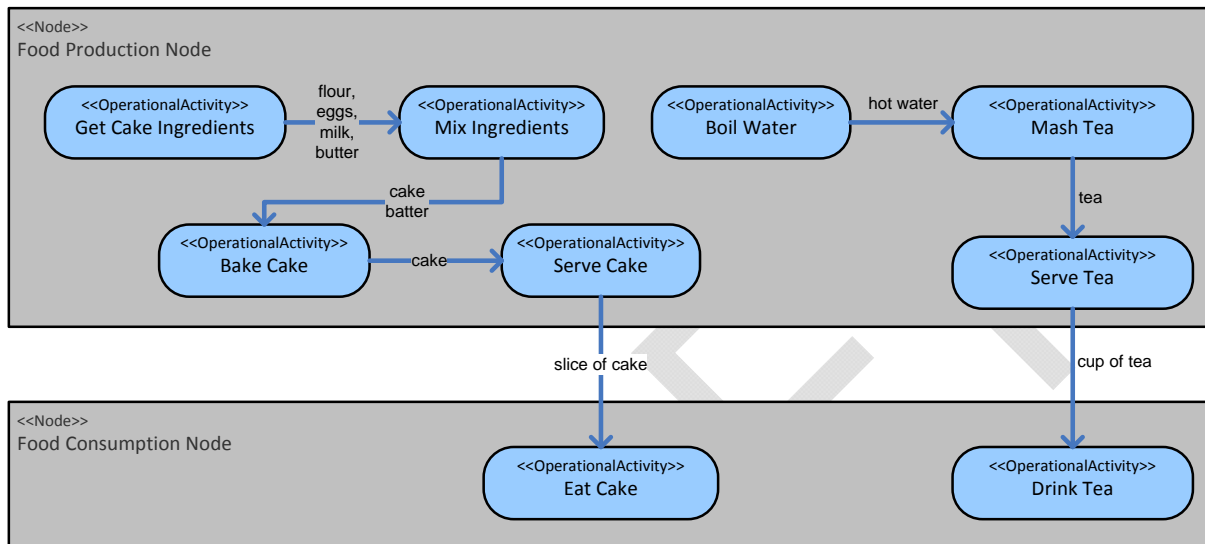 <<Node>>
Food Production Node
<<OperationalActivity>>
Get Cake Ingredients
flour,
eggs,
milk,
butter
<<OperationalActivity>>
Mix Ingredients
<<OperationalActivity>>
Boil Water
hot water
<<OperationalActivity>>
Mash Tea
cake
batter
tea
<<OperationalActivity>>
Bake Cake
cake
<<OperationalActivity>>
Serve Cake
<<OperationalActivity>>
Serve Tea
slice of cake
cup of tea
<<Node>>
Food Consumption Node
<<OperationalActivity>>
Eat Cake
<<OperationalActivity>>
Drink Tea